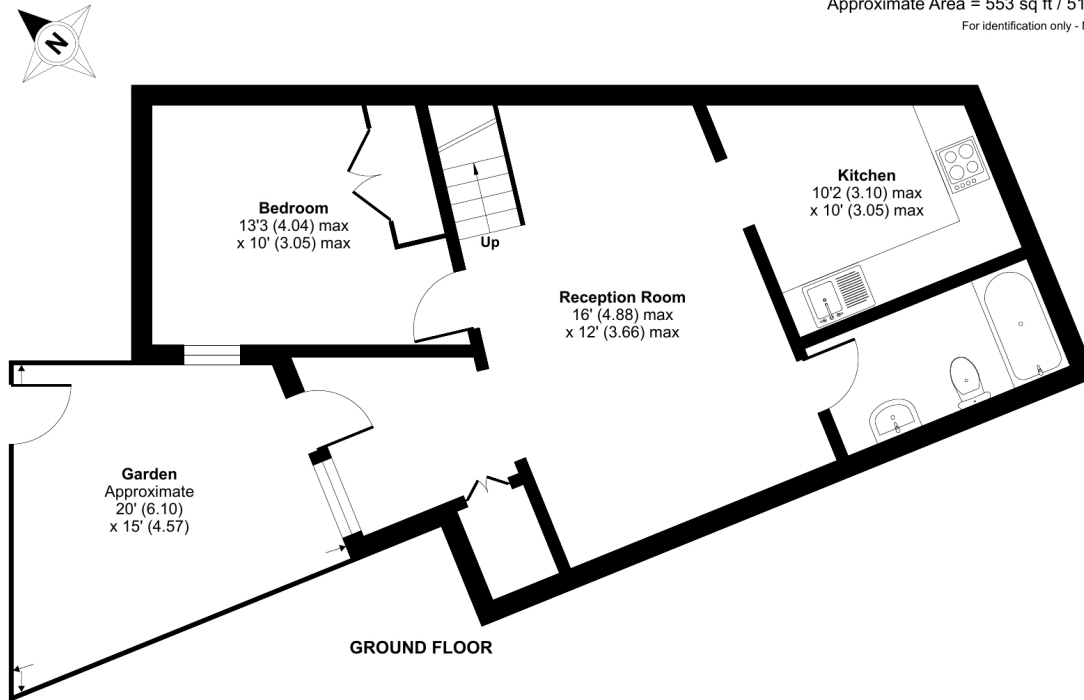 Approximate Area = 553 sq ft / 51
For identification only -
N
Bedroom
13'3 (4.04) max
x 10' (3.05) max
Up
Kitchen
10'2 (3.10) max
x 10' (3.05) max
Reception Room
16' (4.88) max
x 12' (3.66) max
Garden
Approximate
20' (6.10)
x 15' (4.57)
GROUND FLOOR